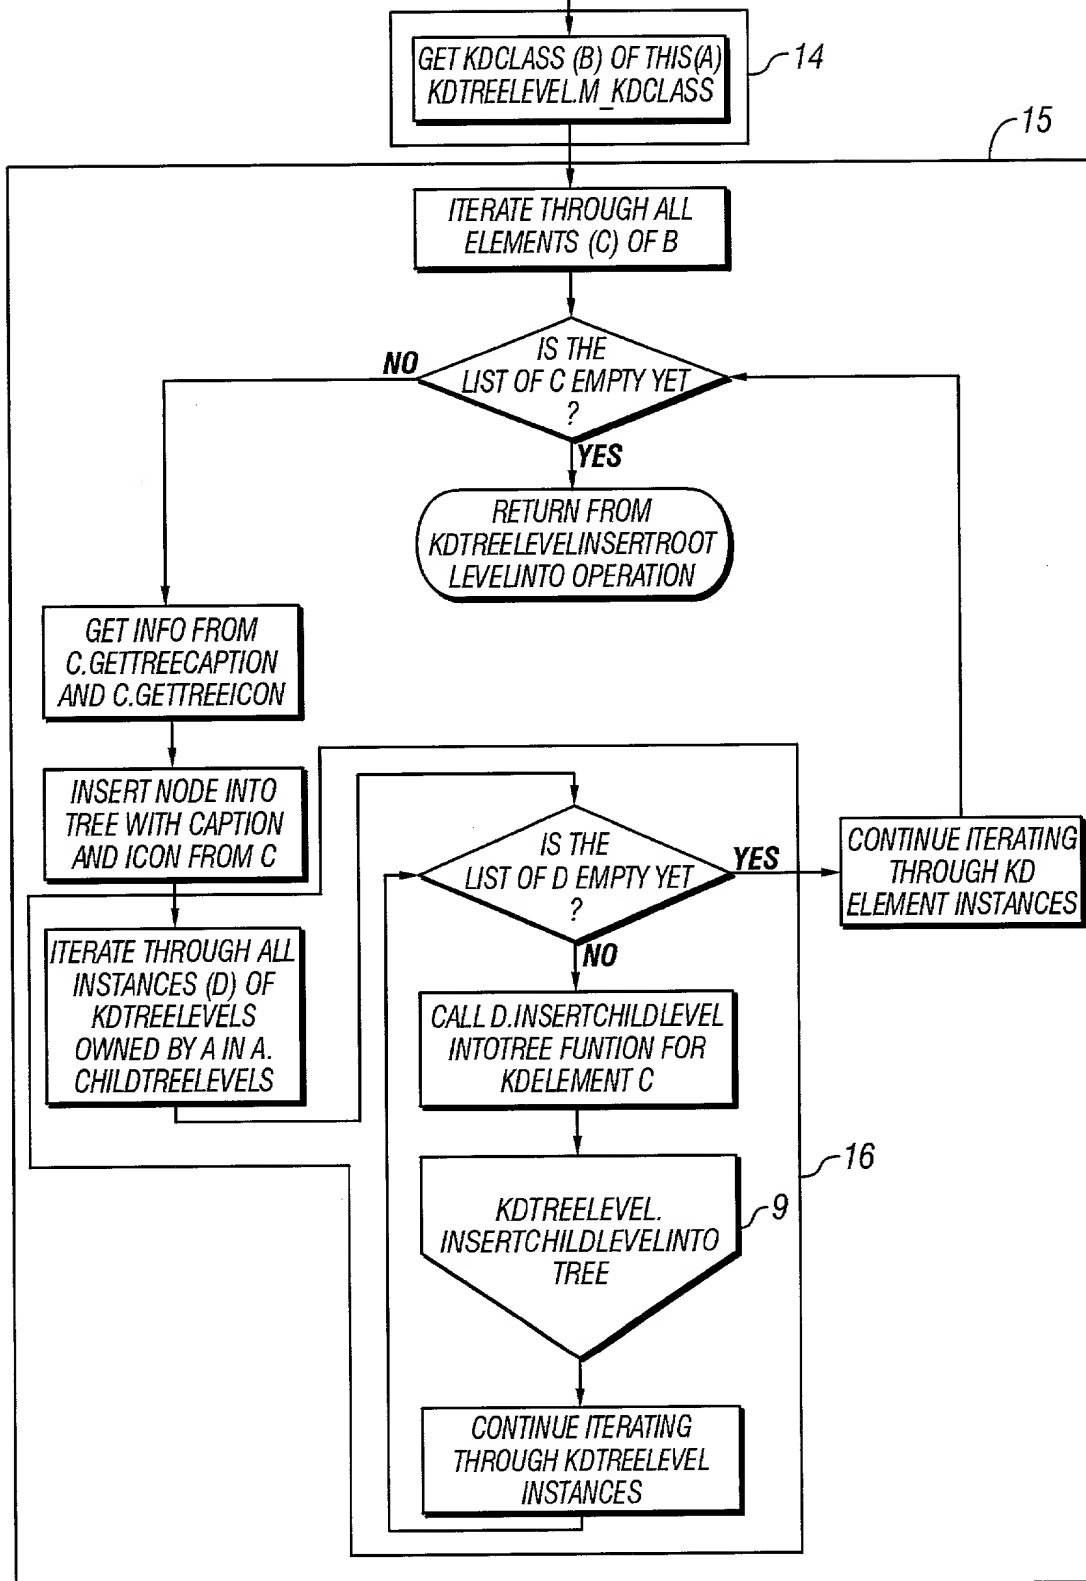 GET KDCLASS (B) OF THIS(A)
KDTREELEVEL.M_KDCLASS
14
15
ITERATE THROUGH ALL
ELEMENTS (C) OF B
IS THE
LIST OF C EMPTY YET
?
NO
YES
RETURN FROM
KDTREELEVELINSERTROOT
LEVELINTO OPERATION
GET INFO FROM
C.GETTREECAPTION
AND C.GETTREEICON
INSERT NODE INTO
TREE WITH CAPTION
AND ICON FROM C
ITERATE THROUGH ALL
INSTANCES (D) OF
KDTREELEVELS
OWNED BY A IN A.
CHILDTREELEVELS
IS THE
LIST OF D EMPTY YET
?
YES
NO
CONTINUE ITERATING
THROUGH KD
ELEMENT INSTANCES
CALL D.INSERTCHILDLEVEL
INTOTREE FUNTION FOR
KDELEMENT C
16
KDTREELEVEL.
INSERTCHILDLEVELINTO
TREE
9
CONTINUE ITERATING
THROUGH KDTREELEVEL
INSTANCES